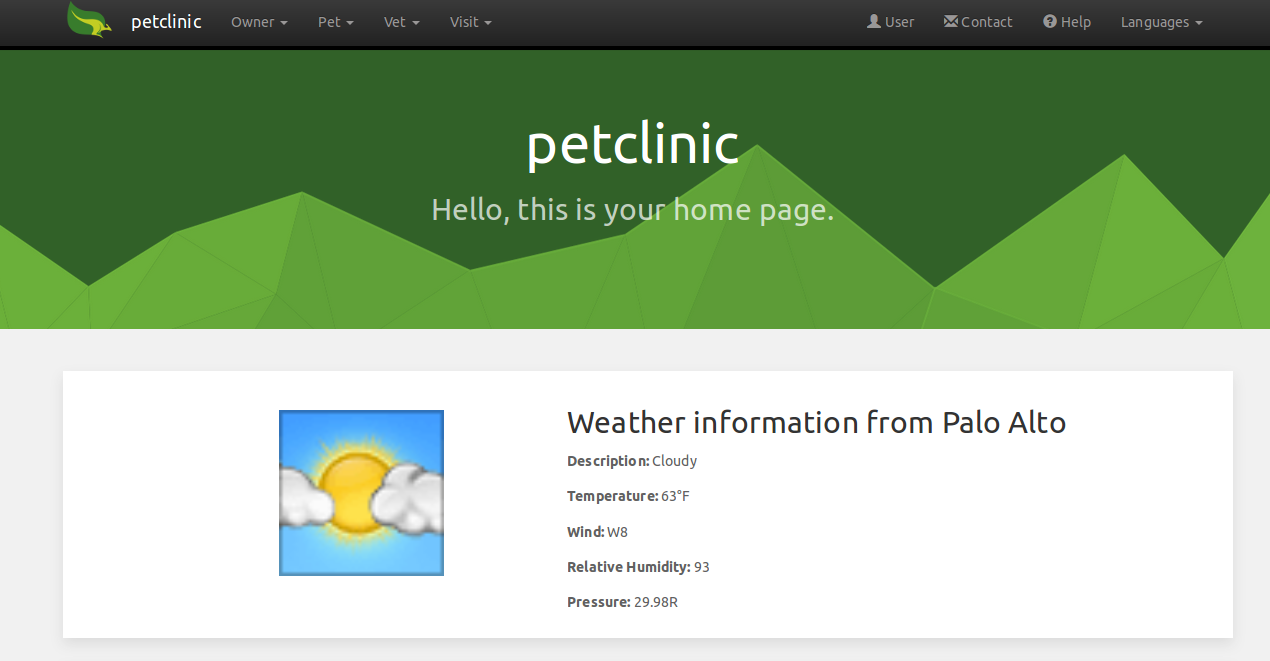 petclinic Owner Pet Vet Visit User Contact Help Languages
petclinic
Hello, this is your home page.
Weather information from Palo Alto
Description: Cloudy
Temperature: 63°F
Wind: W8
Relative Humidity: 93
Pressure: 29.98R